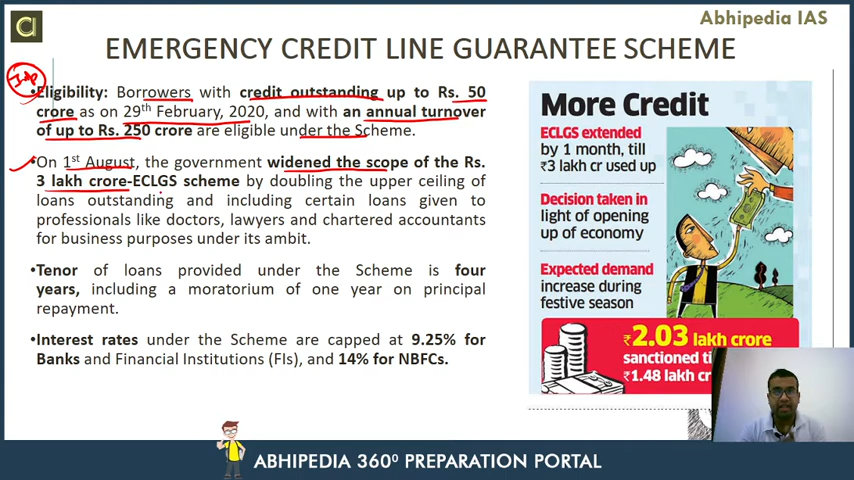 Abhipedia IAS
EMERGENCY CREDIT LINE GUARANTEE SCHEME
•Eligibility: Borrowers with credit outstanding up to Rs. 50
crore as on 29th February, 2020, and with an annual turnover
of up to Rs. 250 crore are eligible under the Scheme.
•On 1st August, the government widened the scope of the Rs.
3 lakh crore-ECLGS scheme by doubling the upper ceiling of
loans outstanding and including certain loans given to
professionals like doctors, lawyers and chartered accountants
for business purposes under its ambit.
•Tenor of loans provided under the Scheme is four
years, including a moratorium of one year on principal
repayment.
•Interest rates under the Scheme are capped at 9.25% for
Banks and Financial Institutions (FIs), and 14% for NBFCs.
More Credit
ECLGS extended
by 1 month, till
₹3 lakh cr used up
Decision taken in
light of opening
up of economy
Expected demand
increase during
festive season
₹2.03 lakh crore
sanctioned
₹1.48 lakh
ABHIPEDIA 360⁰ PREPARATION PORTAL